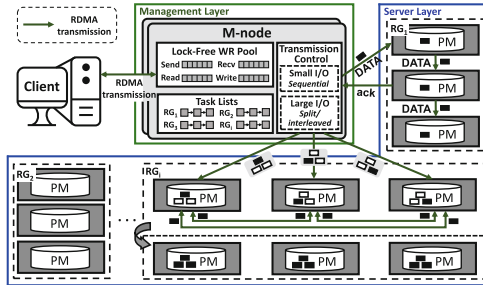 RDMA
transmission
Management Layer
Server Layer
M-node
Lock-Free WR Pool
Send
Recv
Read
Write
Transmission
Control
Small I/O
Sequential
Large I/O
Split/
interleaved
Task Lists
RG1
RG2
RG3
RGi
Client
RDMA
transmission
DATA
ack
RG1
PM
DATA
PM
DATA
PM
RG2
PM
PM
PM
...
RGi
PM
PM
PM
PM
PM
PM